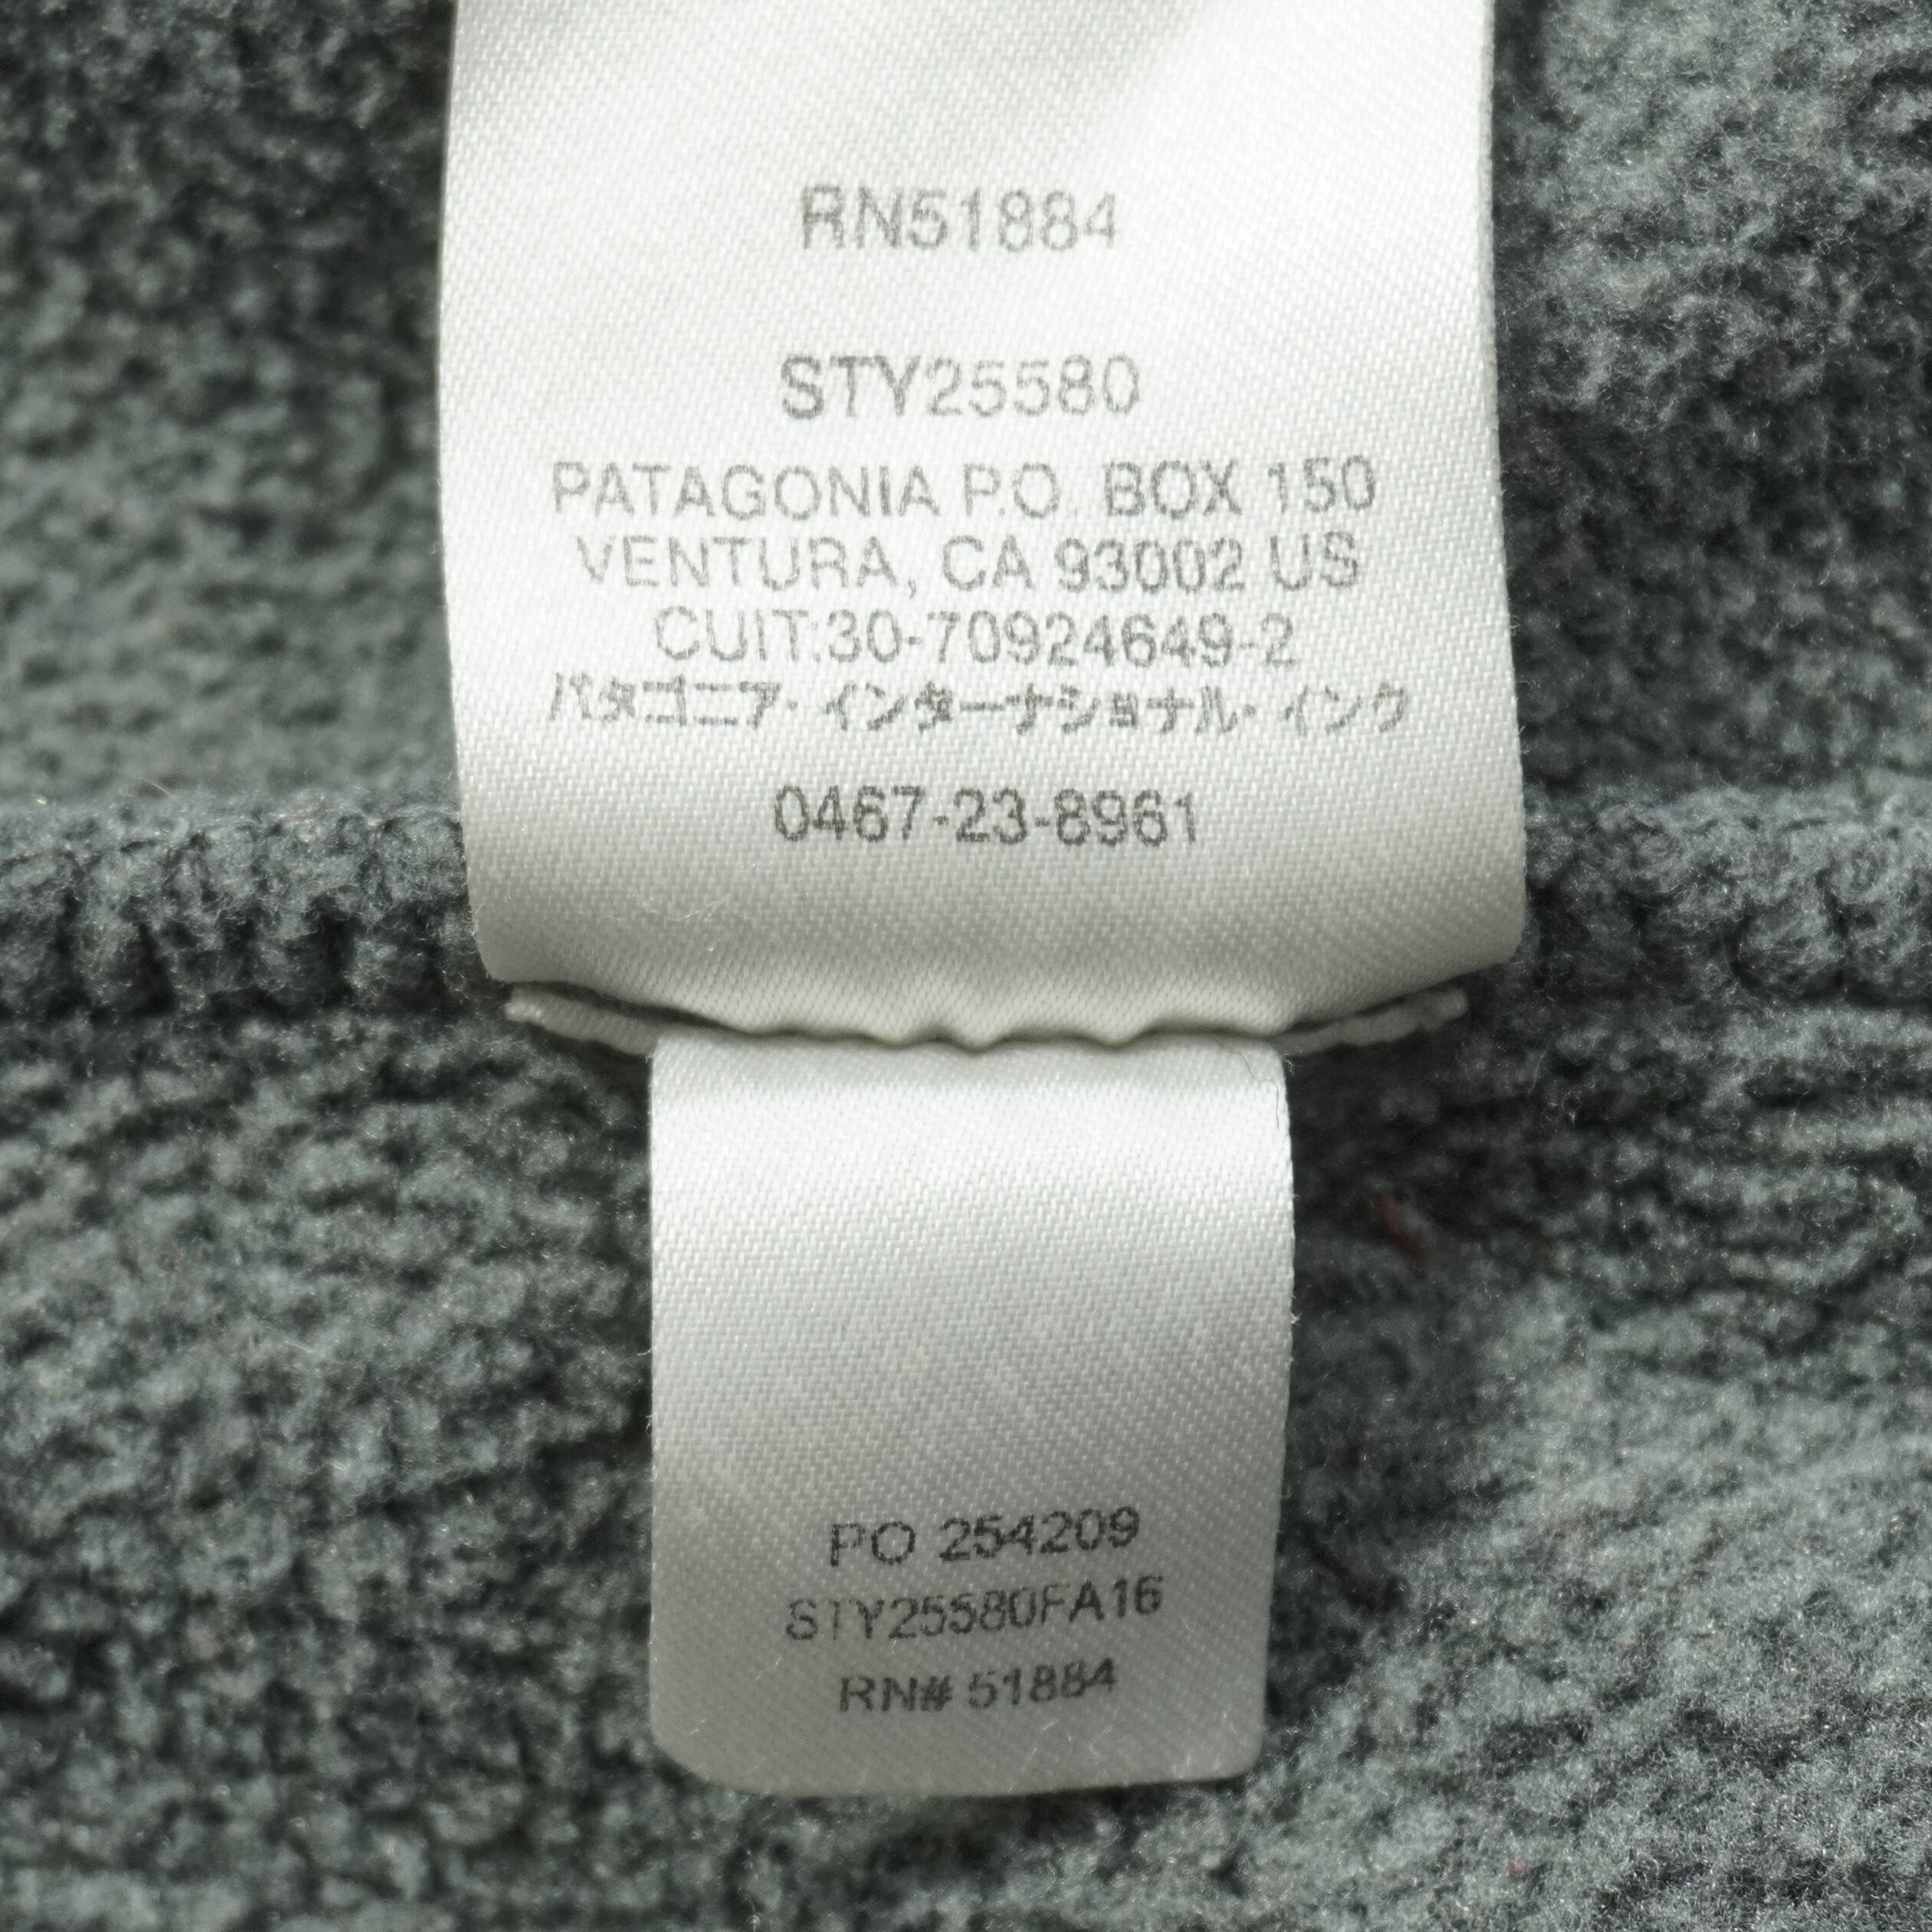 RN51884
STY25580
PATAGONIA P.O. BOX 150
VENTURA, CA 93002 US
CUIT:30-70924649-2
パタゴニア・インターナショナル・インク
0467-23-8961
PO 254209
STY25580FA16
RN# 51884